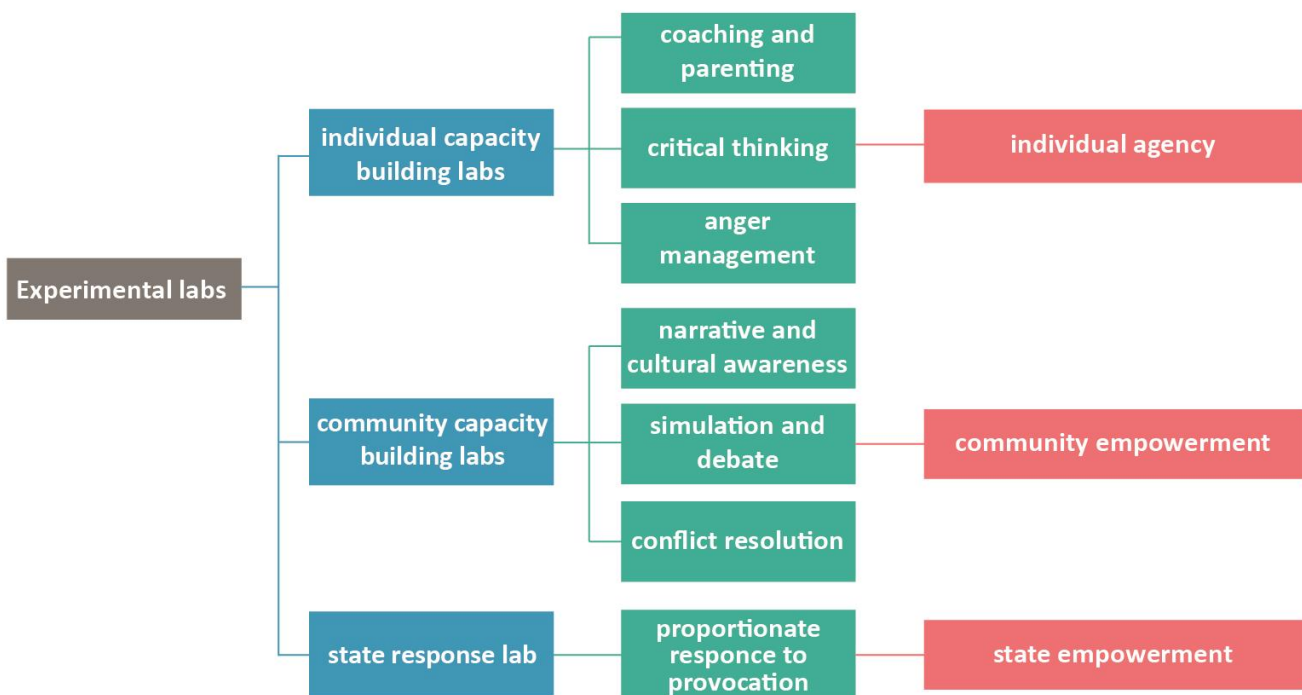 Experimental labs
individual capacity
building labs
coaching and
parenting
critical thinking
anger
management
individual agency
community capacity
building labs
narrative and
cultural awareness
simulation and
debate
conflict resolution
community empowerment
state response lab
proportionate
responce to
provocation
state empowerment